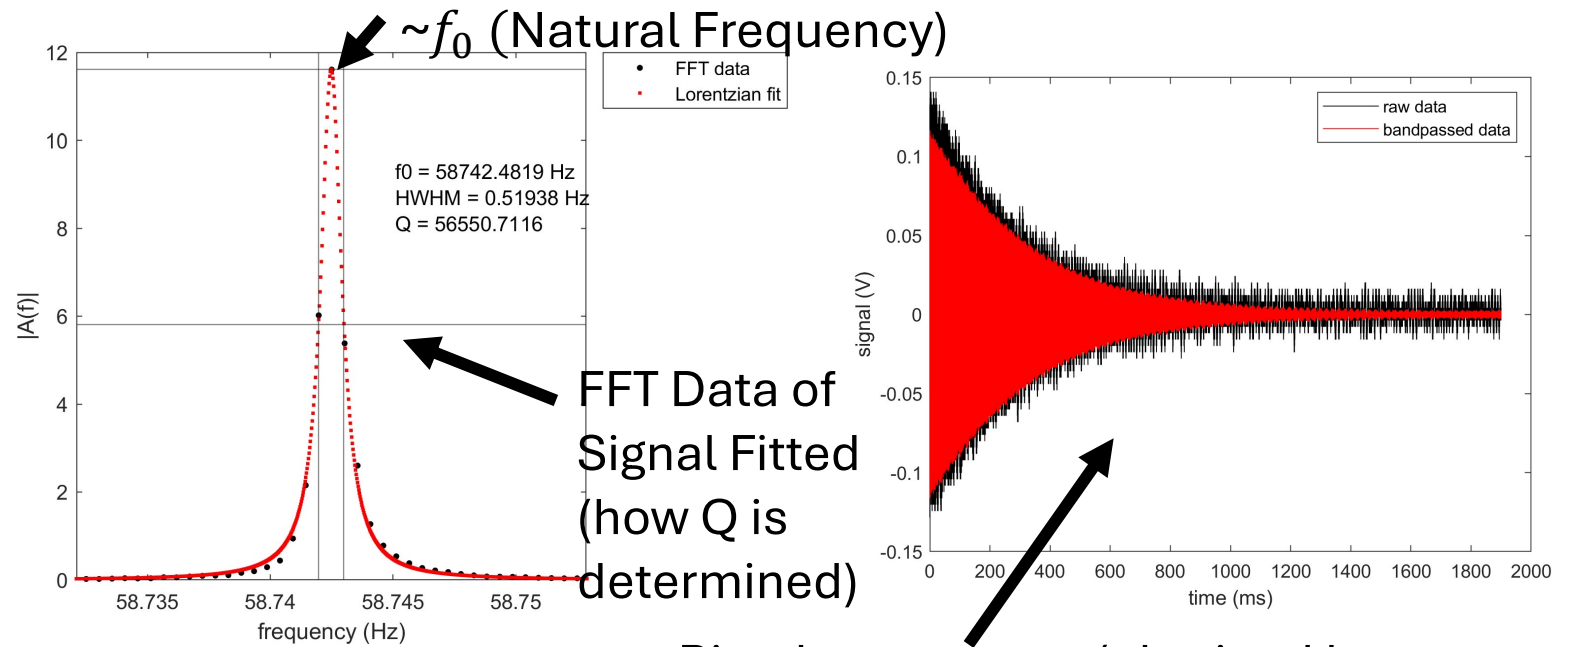 ~f0 (Natural Frequency)
12
10
8
6
4
2
0
|A(f)|
58.735
58.74
58.745
58.75
frequency (Hz)
FFT data
Lorentzian fit
f0 = 58742.4819 Hz
HWHM = 0.51938 Hz
Q = 56550.7116
FFT Data of
Signal Fitted
(how Q is
determined)
0.15
0.1
0.05
0
-0.05
-0.1
-0.15
signal (V)
raw data
bandpassed data
0
200
400
600
800
1000
1200
1400
1600
1800
2000
time (ms)